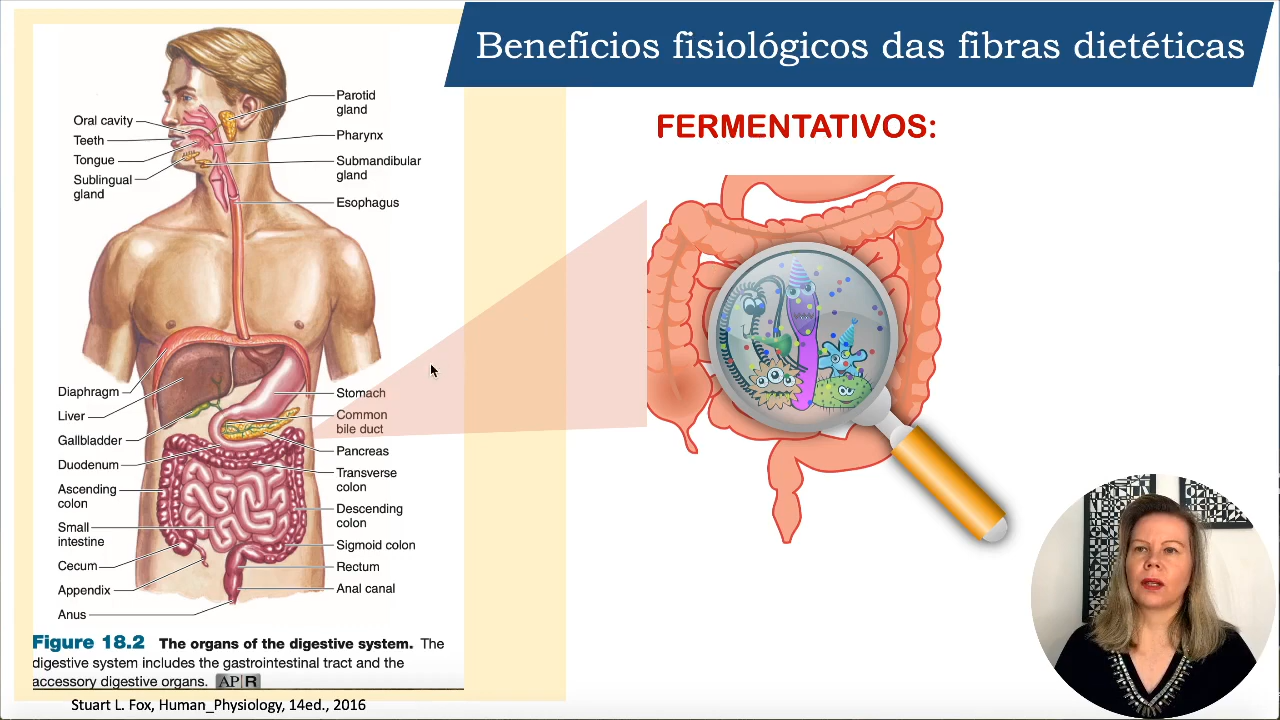 Beneficios fisiológicos das fibras dietéticas
FERMENTATIVOS:
Oral cavity
Teeth
Tongue
Sublingual
gland
Parotid
gland
Pharynx
Submandibular
gland
Esophagus
Diaphragm
Liver
Gallbladder
Duodenum
Ascending
colon
Small
intestine
Cecum
Appendix
Anus
Stomach
Common
bile duct
Pancreas
Transverse
colon
Descending
colon
Sigmoid colon
Rectum
Anal canal
Figure 18.2 The organs of the digestive system. The
digestive system includes the gastrointestinal tract and the
accessory digestive organs. AP|R
Stuart L. Fox, Human_Physiology, 14ed., 2016